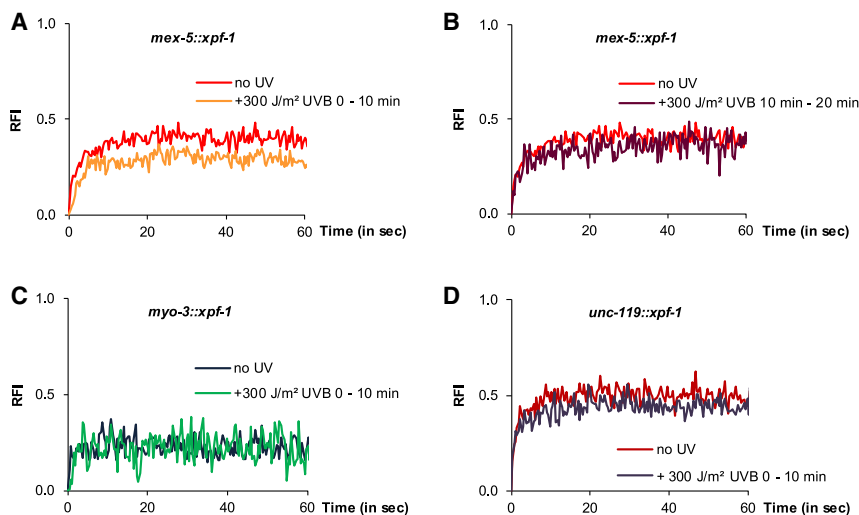 A
mex-5::xpf-1
1.0
0.5
0.0
RFI
no UV
+300 J/m² UVB 0 - 10 min
0
20
40
60
Time (in sec)
B
mex-5::xpf-1
1.0
0.5
0.0
RFI
no UV
+300 J/m² UVB 10 min - 20 min
0
20
40
60
Time (in sec)
C
myo-3::xpf-1
1.0
0.5
0.0
RFI
no UV
+300 J/m² UVB 0 - 10 min
0
20
40
60
Time (in sec)
D
unc-119::xpf-1
1.0
0.5
0.0
RFI
no UV
+ 300 J/m² UVB 0 - 10 min
0
20
40
60
Time (in sec)